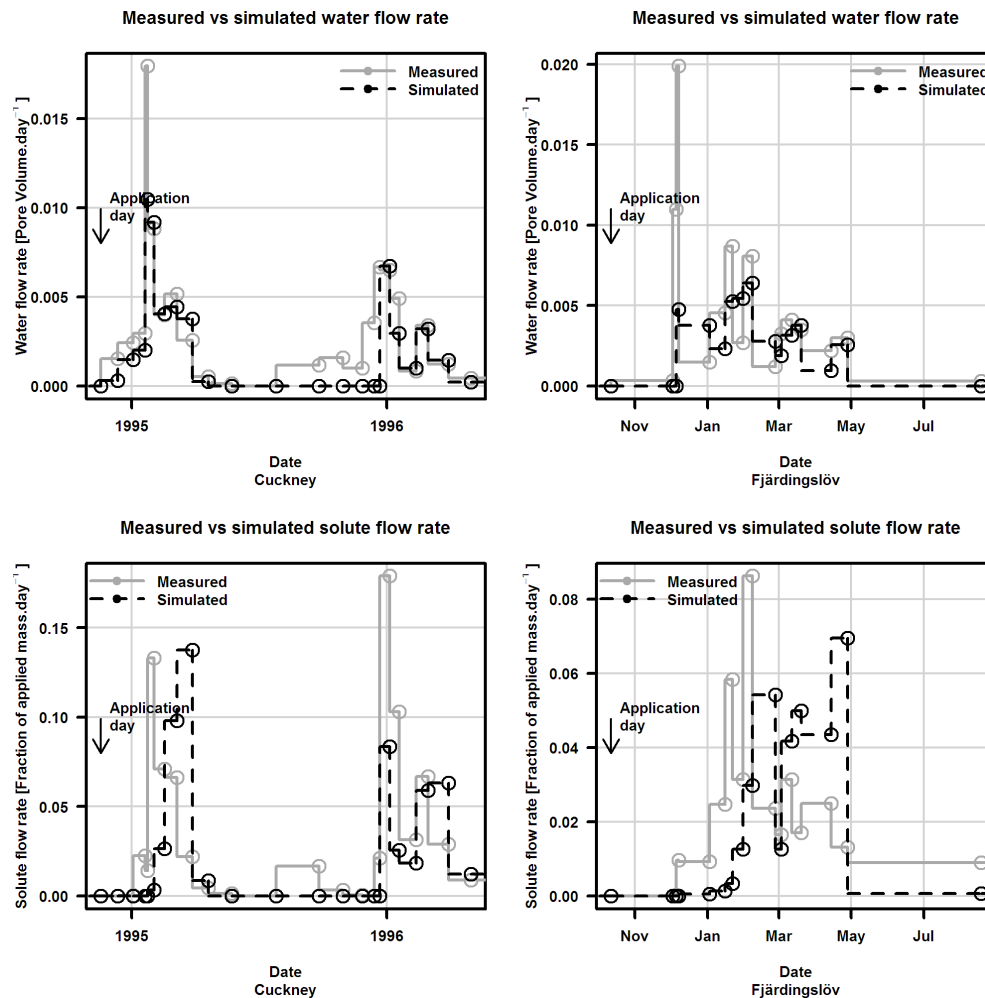 Measured vs simulated water flow rate
Water flow rate [Pore Volume.day⁻¹ ]
0.015
0.010
0.005
0.000
Measured
Simulated
Application
day
1995
1996
Date
Cuckney
Measured vs simulated water flow rate
Water flow rate [Pore Volume.day⁻¹ ]
0.020
0.015
0.010
0.005
0.000
Measured
Simulated
Application
day
Nov
Jan
Mar
May
Jul
Date
Fjärdingslöv
Measured vs simulated solute flow rate
Solute flow rate [Fraction of applied mass.day⁻¹ ]
0.15
0.10
0.05
0.00
Measured
Simulated
Application
day
1995
1996
Date
Cuckney
Measured vs simulated solute flow rate
Solute flow rate [Fraction of applied mass.day⁻¹ ]
0.08
0.06
0.04
0.02
0.00
Measured
Simulated
Application
day
Nov
Jan
Mar
May
Jul
Date
Fjärdingslöv